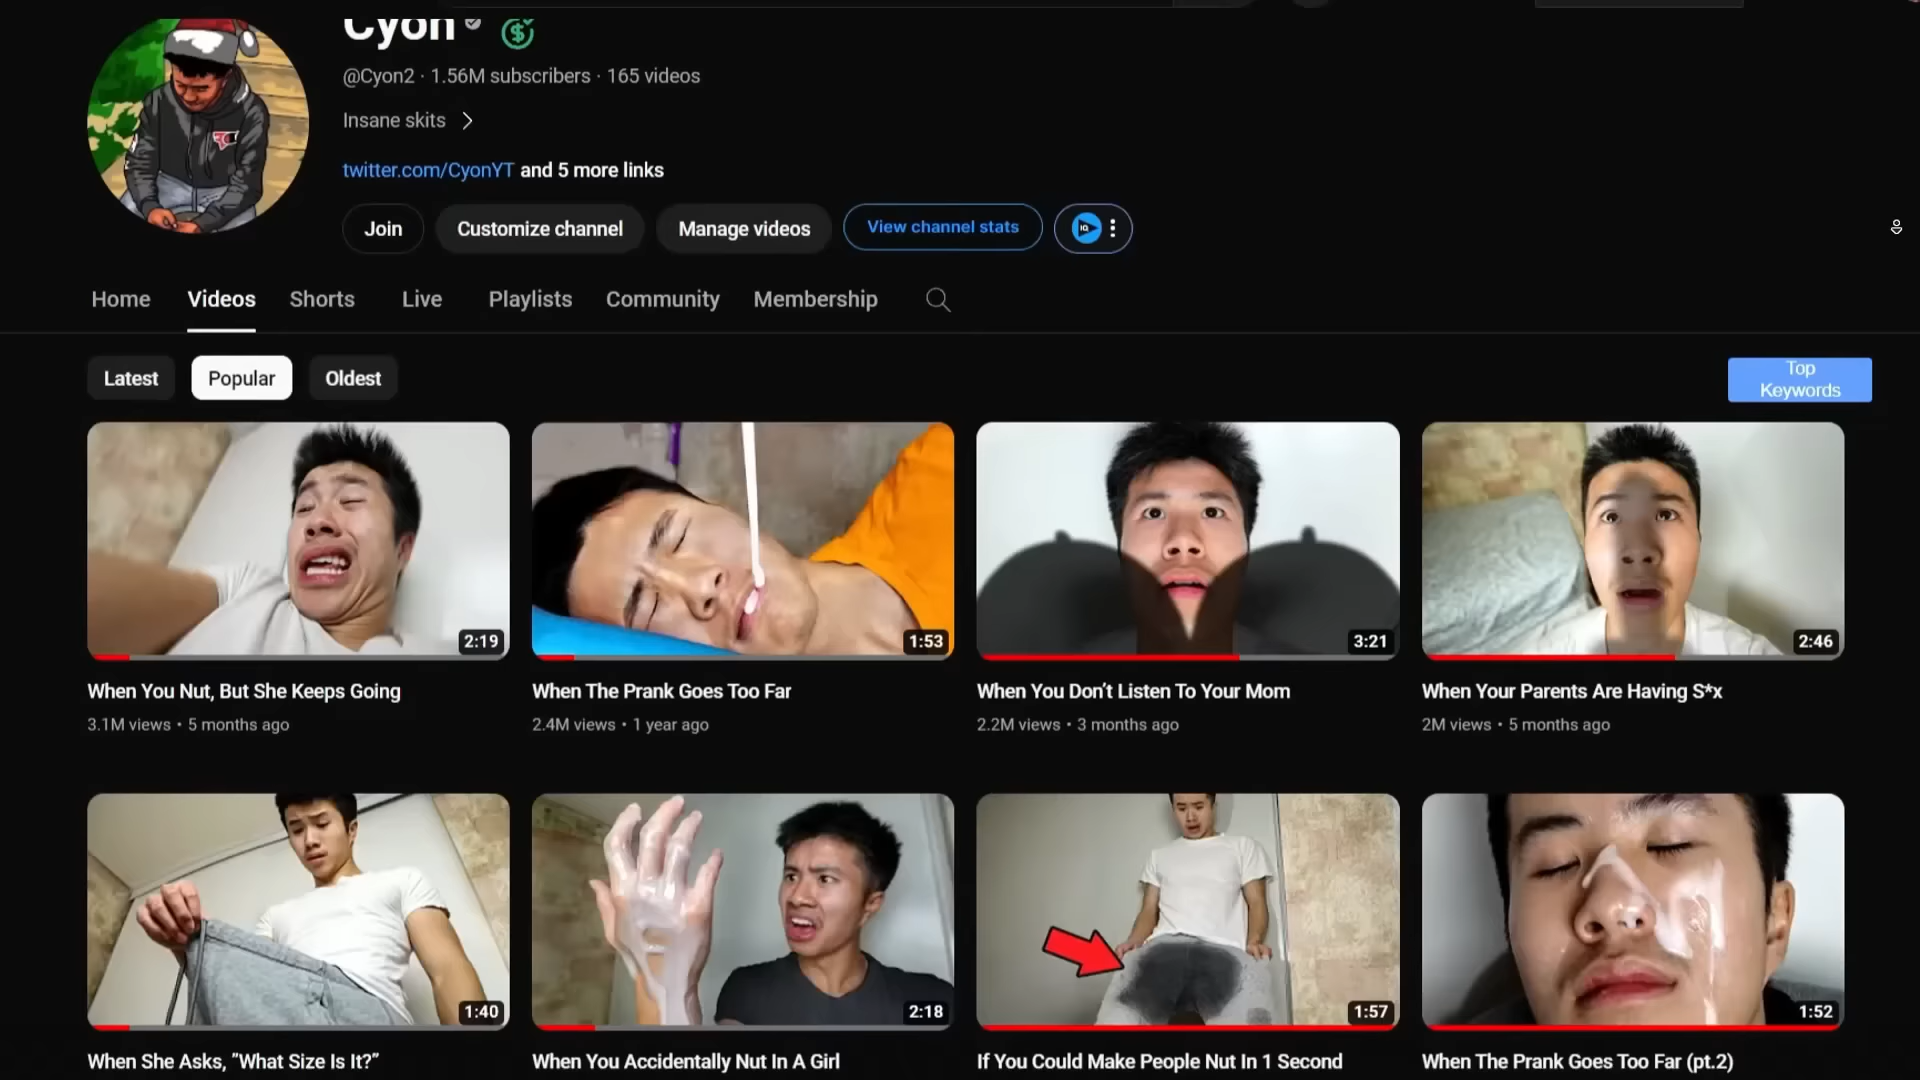 Cyon
@Cyon2 · 1.56M subscribers · 165 videos
Insane skits
twitter.com/CyonYT and 5 more links
Join
Customize channel
Manage videos
View channel stats
IQ
Home
Videos
Shorts
Live
Playlists
Community
Membership
Latest
Popular
Oldest
Top
Keywords
2:19
1:53
3:21
2:46
When You Nut, But She Keeps Going
When The Prank Goes Too Far
When You Don’t Listen To Your Mom
When Your Parents Are Having S*x
3.1M views • 5 months ago
2.4M views • 1 year ago
2.2M views • 3 months ago
2M views • 5 months ago
1:40
2:18
1:57
1:52
When She Asks, ”What Size Is It?”
When You Accidentally Nut In A Girl
If You Could Make People Nut In 1 Second
When The Prank Goes Too Far (pt.2)